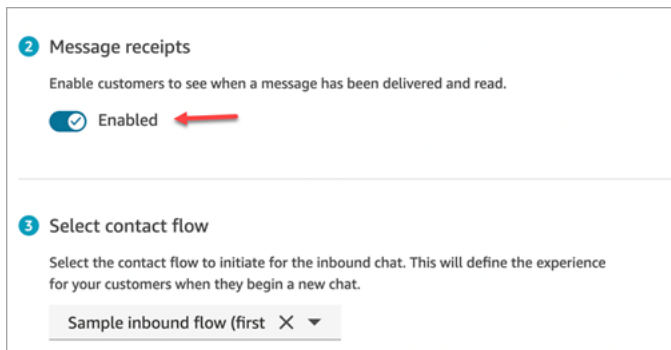 2 Message receipts
Enable customers to see when a message has been delivered and read.
Enabled
3 Select contact flow
Select the contact flow to initiate for the inbound chat. This will define the experience
for your customers when they begin a new chat.
Sample inbound flow (first